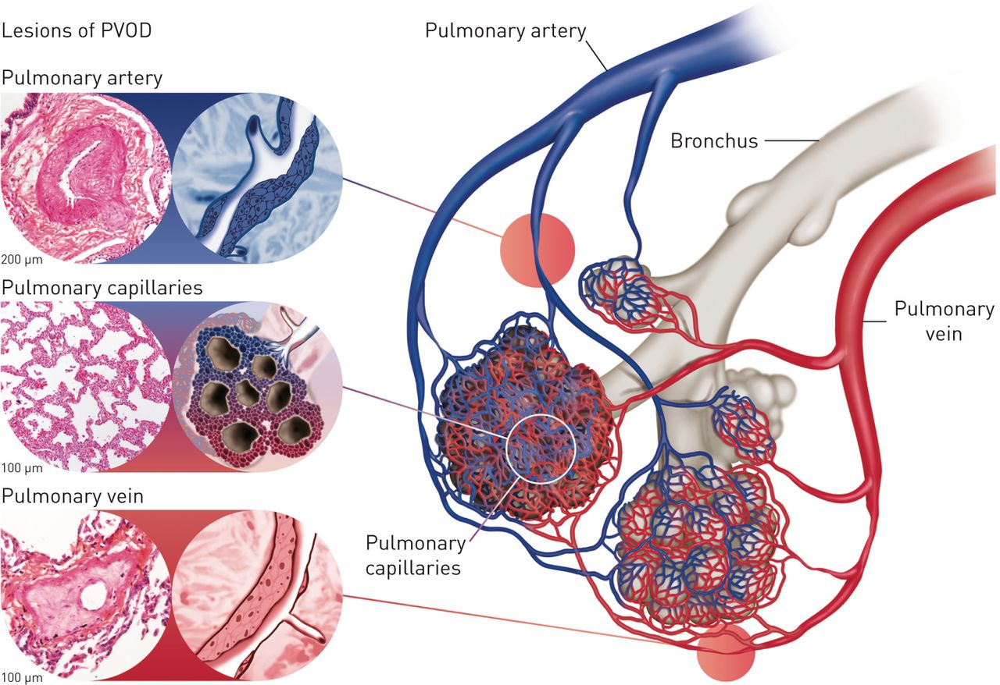 Lesions of PVOD
Pulmonary artery
200 µm
Pulmonary capillaries
100 µm
Pulmonary vein
100 µm
Pulmonary artery
Bronchus
Pulmonary
vein
Pulmonary
capillaries